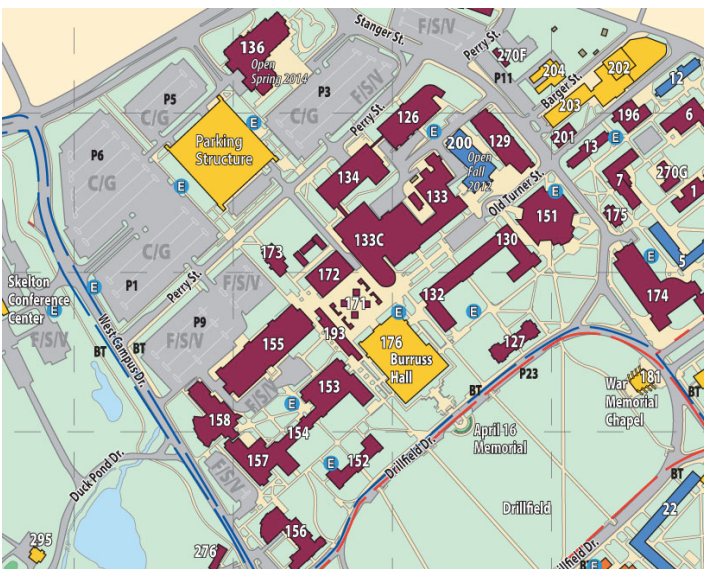 Stanger St.
F/S/V
Perry St.
136
Open
Spring 2014
270F
P11
204
202
12
Barger St.
203
P5
C/G
P3
F/S/V
E
Perry St.
126
E
196
6
Parking
Structure
200
Open
Fall
2012
129
201
13
E
P6
C/G
E
134
133
7
270G
1
Old Turner St.
E
151
175
133C
130
5
C/G
173
E
Skelton
Conference
Center
E
E
P1
Perry St.
F/S/V
172
132
174
171
E
E
F/S/V
BT
BT
P9
F/S/V
193
176
Burruss
Hall
127
West Campus Dr.
155
P23
BT
War
Memorial
Chapel
181
BT
153
F/S/V
E
158
154
April 16
Memorial
157
E
152
Drillfield Dr.
BT
Duck Pond Dr.
F/S/V
Drillfield
22
295
276
156
Drillfield Dr.
E